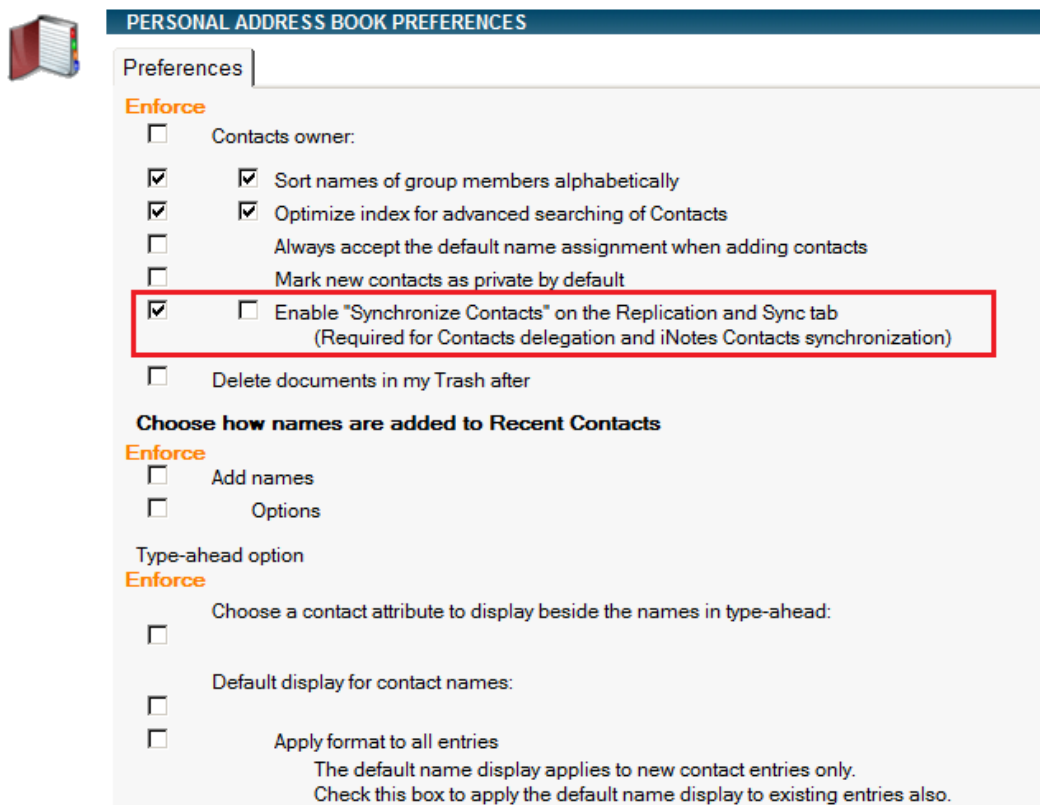 PERSONAL ADDRESS BOOK PREFERENCES
Preferences
Enforce
Contacts owner:
Sort names of group members alphabetically
Optimize index for advanced searching of Contacts
Always accept the default name assignment when adding contacts
Mark new contacts as private by default
Enable "Synchronize Contacts" on the Replication and Sync tab
(Required for Contacts delegation and iNotes Contacts synchronization)
Delete documents in my Trash after
Choose how names are added to Recent Contacts
Enforce
Add names
Options
Type-ahead option
Enforce
Choose a contact attribute to display beside the names in type-ahead:
Default display for contact names:
Apply format to all entries
The default name display applies to new contact entries only.
Check this box to apply the default name display to existing entries also.